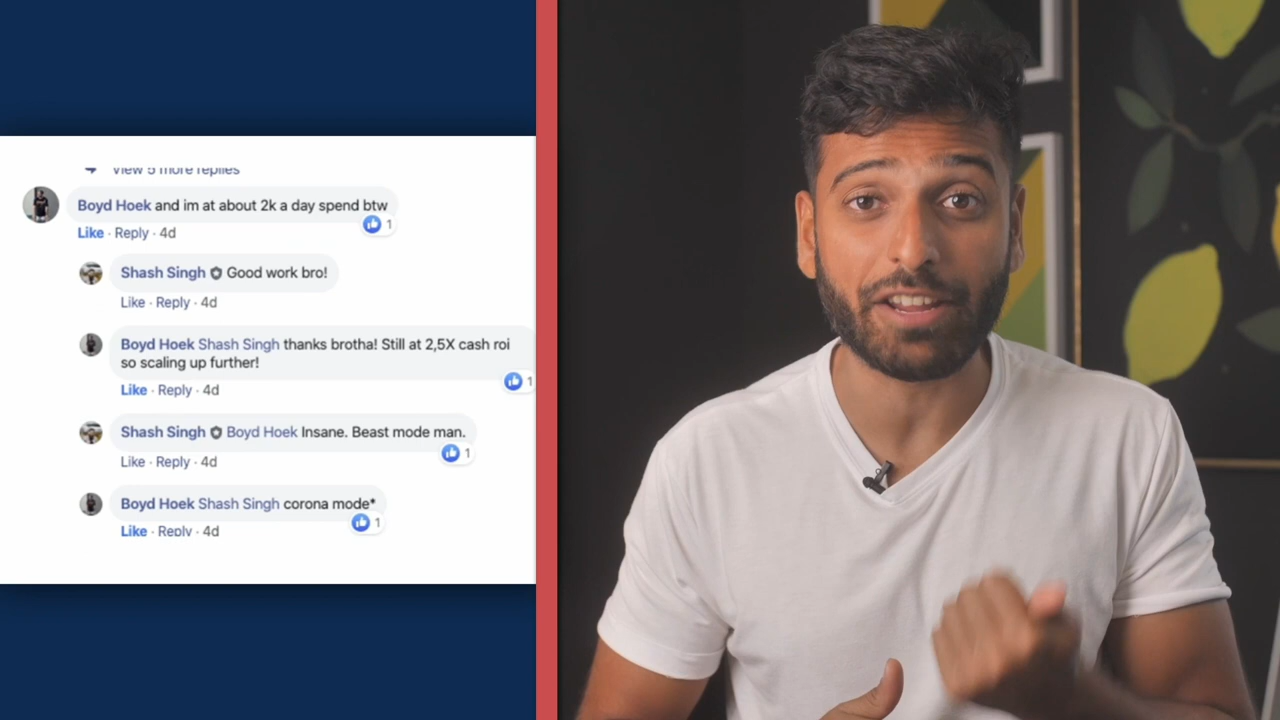 View 5 more replies
Boyd Hoek and im at about 2k a day spend btw
1
Like · Reply · 4d
Shash Singh Good work bro!
Like · Reply · 4d
Boyd Hoek Shash Singh thanks brotha! Still at 2,5X cash roi
so scaling up further!
1
Like · Reply · 4d
Shash Singh Boyd Hoek Insane. Beast mode man.
1
Like · Reply · 4d
Boyd Hoek Shash Singh corona mode*
1
Like · Reply · 4d